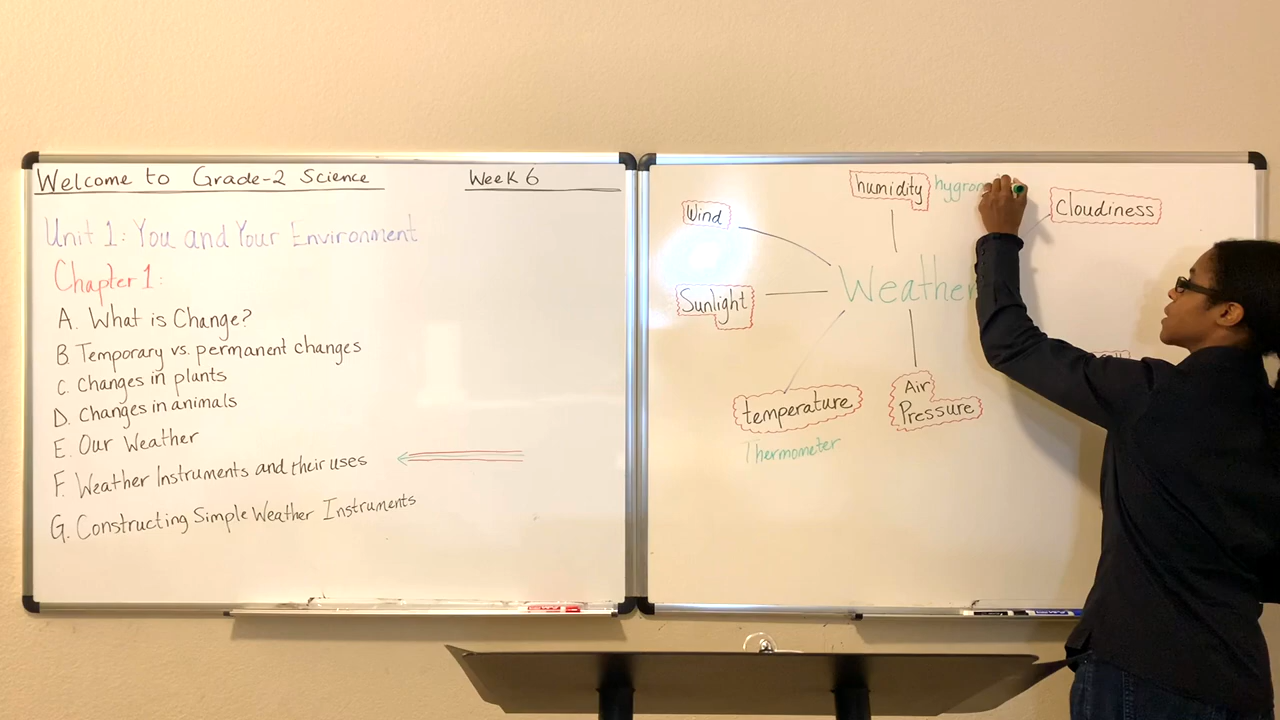 Welcome to Grade-2 Science
Week 6
Unit 1: You and Your Environment
Chapter 1:
A. What is Change?
B. Temporary vs. permanent changes
C. Changes in plants
D. Changes in animals
E. Our Weather
F. Weather Instruments and their uses
G. Constructing Simple Weather Instruments
humidity hygrom
Wind
Cloudiness
Weather
Sunlight
temperature
Thermometer
Air
Pressure